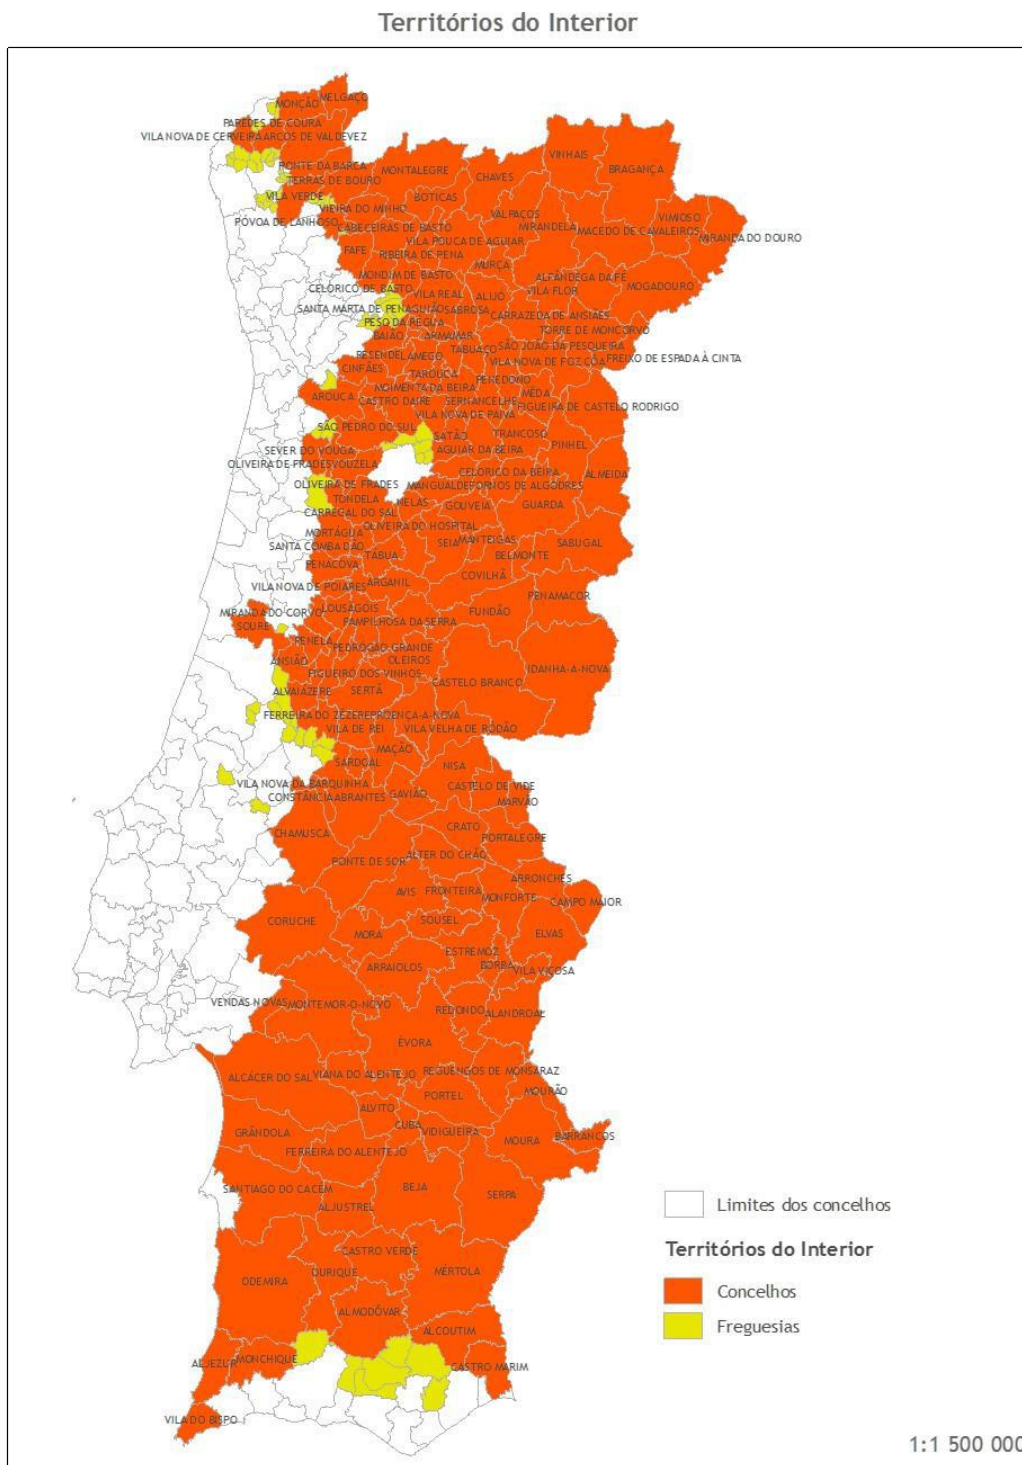 Territórios do Interior
MELGAÇO
MONÇÃO
PAREDES DE COURA
VILA NOVA DE CERVEIRA ARCOS DE VALDEVEZ
VINHAIS
PONTE DA BARCA
MONTALEGRE
BRAGANÇA
CHAVES
TERRAS DE BOURO
VILA VERDE
BOTICAS
VIEIRA DO MINHO
VALPAÇOS
VIMIOSO
PÓVOA DE LANHOSO
CABECEIRAS DE BASTO
MIRANDELA
MACEDO DE CAVALEIROS
MIRANDA DO DOURO
VILA POUCA DE AGUIAR
FAFE
RIBEIRA DE PENA
MURÇA
MONDIM DE BASTO
ALFÂNDEGA DA FÉ
CELORICO DE BASTO
VILA REAL
ALIJÓ
VILA FLOR
MOGADOURO
SANTA MARTA DE PENAGUIÃO
SABROSA
CARRAZEDA DE ANSIÃES
PESO DA RÉGUA
TORRE DE MONCORVO
BAIÃO
ARMAMAR
TABUAÇO
SÃO JOÃO DA PESQUEIRA
RESENDE
LAMEGO
VILA NOVA DE FOZ CÔA
FREIXO DE ESPADA À CINTA
CINFÃES
TAROUCA
PENEDONO
MOIMENTA DA BEIRA
AROUCA
CASTRO DAIRE
SERNANCELHE
MÊDA
FIGUEIRA DE CASTELO RODRIGO
VILA NOVA DE PAIVA
SÃO PEDRO DO SUL
SATÃO
TRANCOSO
PINHEL
SEVER DO VOUGA
AGUIAR DA BEIRA
OLIVEIRA DE FRADES
VOUZELA
CELORICO DA BEIRA
ALMEIDA
OLIVEIRA DE FRADES
MANGUALDE
FORNOS DE ALGODRES
TONDELA
NELAS
GOUVEIA
GUARDA
CARREGAL DO SAL
OLIVEIRA DO HOSPITAL
MORTÁGUA
SEIA
MANTEIGAS
SABUGAL
SANTA COMBA DÃO
TÁBUA
BELMONTE
PENACOVA
COVILHÃ
VILA NOVA DE POIARES
ARGANIL
PENAMACOR
MIRANDA DO CORVO
LOUSÃ
GÓIS
FUNDÃO
SOURE
PAMPILHOSA DA SERRA
PENELA
PEDRÓGÃO GRANDE
ANSIÃO
OLEIROS
IDANHA-A-NOVA
FIGUEIRÓ DOS VINHOS
CASTELO BRANCO
ALVAIÁZERE
SERTÃ
FERREIRA DO ZÊZERE
PROENÇA-A-NOVA
VILA DE REI
VILA VELHA DE RÓDÃO
MAÇÃO
SARDOAL
NISA
VILA NOVA DA BARQUINHA
CASTELO DE VIDE
CONSTÂNCIA
ABRANTES
GAVIÃO
MARVÃO
CHAMUSCA
CRATO
PORTALEGRE
PONTE DE SOR
ALTER DO CHÃO
ARRONCHES
AVIS
FRONTEIRA
MONFORTE
CAMPO MAIOR
CORUCHE
SOUSEL
MORA
ELVAS
ESTREMOZ
ARRAIOLOS
BORBA
VILA VIÇOSA
VENDAS NOVAS
MONTEMOR-O-NOVO
REDONDO
ALANDROAL
ÉVORA
ALCÁCER DO SAL
VIANA DO ALENTEJO
REGUENGOS DE MONSARAZ
PORTEL
MOURÃO
ALVITO
GRÂNDOLA
CUBA
VIDIGUEIRA
MOURA
BARRANCOS
FERREIRA DO ALENTEJO
SANTIAGO DO CACÉM
BEJA
SERPA
ALJUSTREL
Limites dos concelhos
Territórios do Interior
CASTRO VERDE
OURIQUE
MÉRTOLA
ODEMIRA
Concelhos
ALMODÔVAR
Freguesias
ALCOUTIM
ALJEZUR
MONCHIQUE
CASTRO MARIM
VILA DO BISPO
1:1 500 000